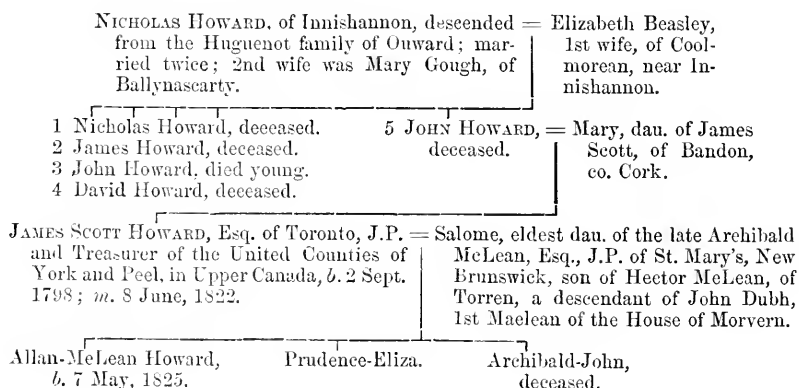 NICHOLAS HOWARD, of Innishannon, descended
from the Huguenot family of Ouward; mar-
ried twice; 2nd wife was Mary Gough, of
Ballynascarty.
= Elizabeth Beasley,
1st wife, of Cool-
morean, near In-
nishannon.
1 Nicholas Howard, deceased.
2 James Howard, deceased.
3 John Howard, died young.
4 David Howard, deceased.
5 JOHN HOWARD,
deceased.
= Mary, dau. of James
Scott, of Bandon,
co. Cork.
JAMES SCOTT HOWARD, Esq. of Toronto, J.P.
and Treasurer of the United Counties of
York and Peel, in Upper Canada, b. 2 Sept.
1798; m. 8 June, 1822.
= Salome, eldest dau. of the late Archibald
McLean, Esq., J.P. of St. Mary's, New
Brunswick, son of Hector McLean, of
Torren, a descendant of John Dubh,
1st Maclean of the House of Morvern.
Allan-McLean Howard,
b. 7 May, 1825.
Prudence-Eliza.
Archibald-John,
deceased.